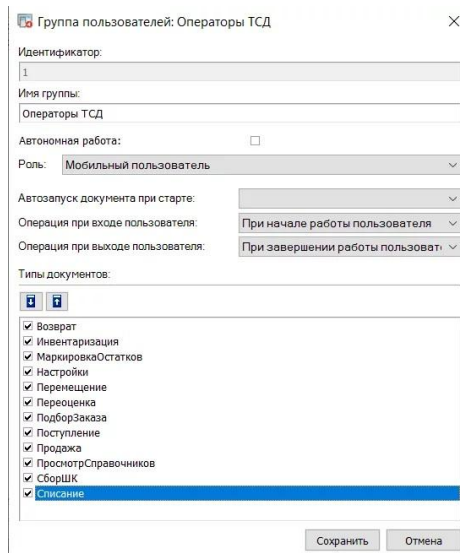 Группа пользователей: Операторы ТСД
Идентификатор:
1
Имя группы:
Операторы ТСД
Автономная работа:
Роль: Мобильный пользователь
Автозапуск документа при старте:
Операция при входе пользователя: При начале работы пользователя
Операция при выходе пользователя: При завершении работы пользоват
Типы документов:
Возврат
Инвентаризация
МаркировкаОстатков
Настройки
Перемещение
Переоценка
ПодборЗаказа
Поступление
Продажа
ПросмотрСправочников
СборШК
Списание
Сохранить Отмена